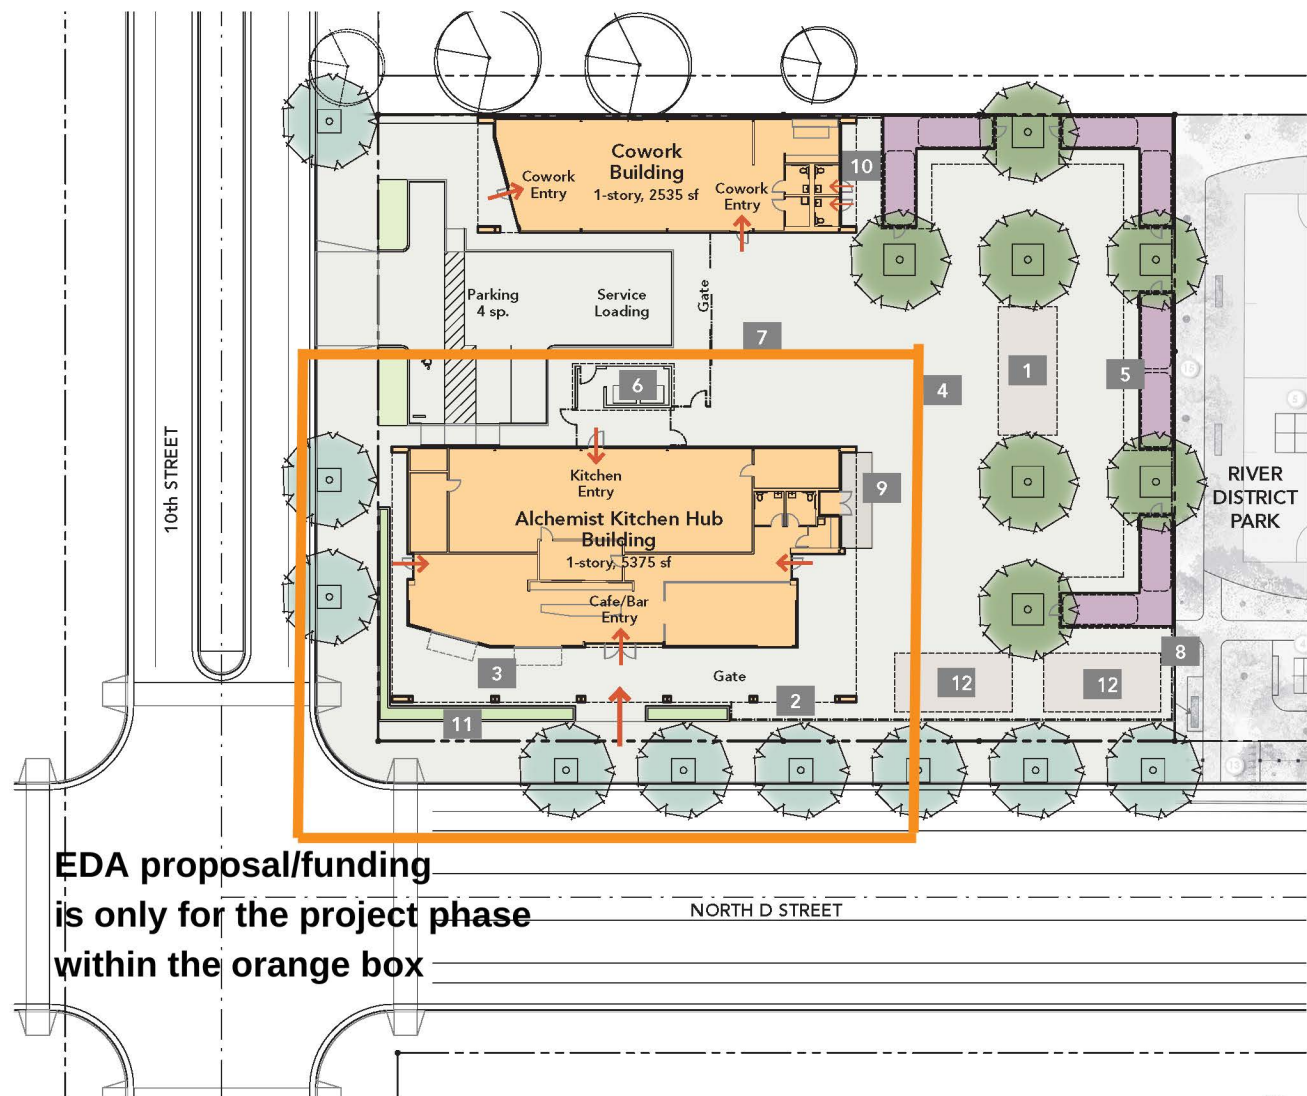 Cowork
Building
1-story, 2535 sf
Cowork
Entry
Cowork
Entry
10
Parking
4 sp.
Service
Loading
Gate
7
1
5
4
6
10th STREET
Kitchen
Entry
9
Alchemist Kitchen Hub
Building
1-story, 5375 sf
Cafe/Bar
Entry
RIVER
DISTRICT
PARK
3
Gate
2
8
12
12
11
EDA proposal/funding
is only for the project phase
within the orange box
NORTH D STREET